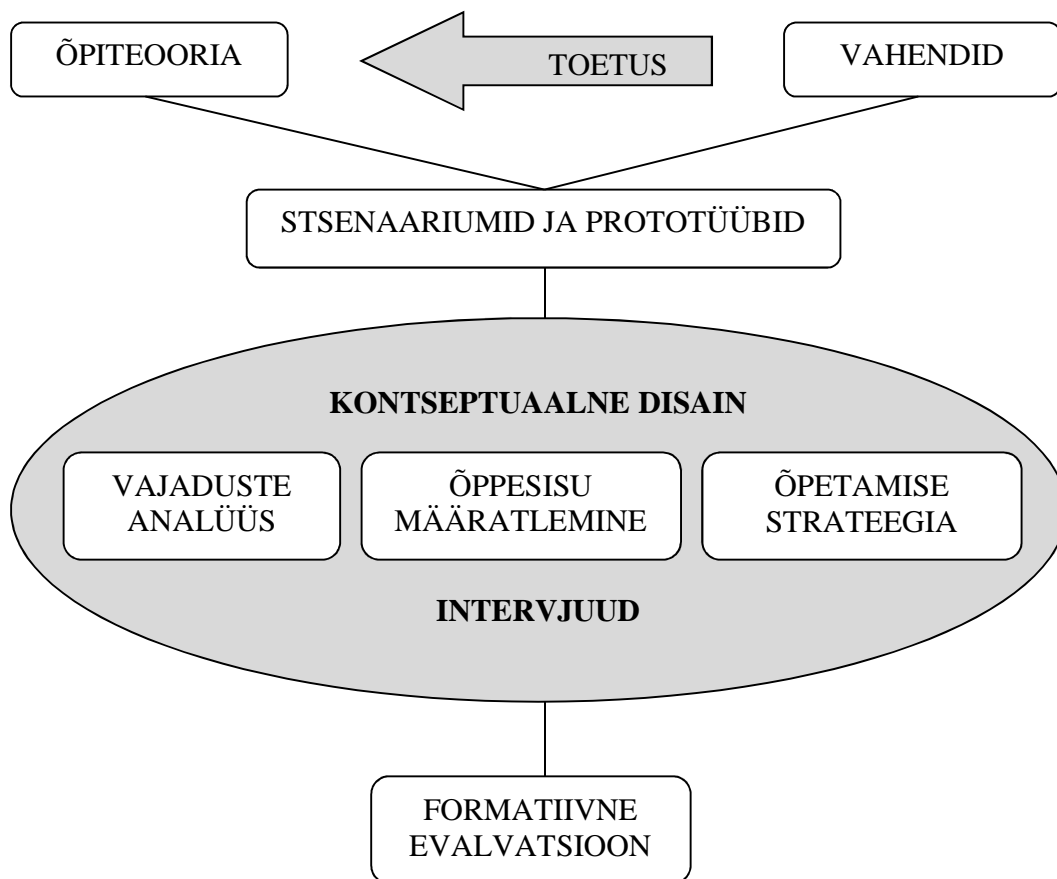 ÕPITEOORIA
TOETUS
VAHENDID
STSENAARIUMID JA PROTOTÜÜBID
KONTSEPTUAALNE DISAIN
VAJADUSTE
ANALÜÜS
ÕPPESISU
MÄÄRATLEMINE
ÕPETAMISE
STRATEEGIA
INTERVJUUD
FORMATIIVNE
EVALVATSIOON